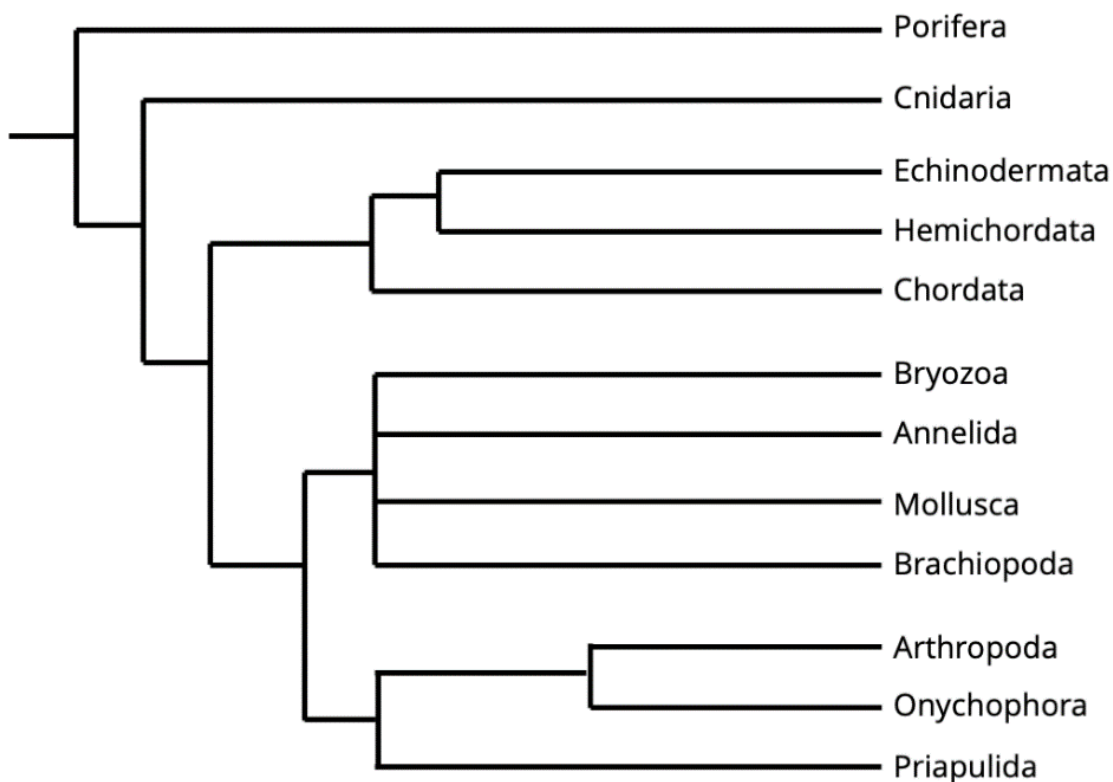 Porifera
Cnidaria
Echinodermata
Hemichordata
Chordata
Bryozoa
Annelida
Mollusca
Brachiopoda
Arthropoda
Onychophora
Priapulida